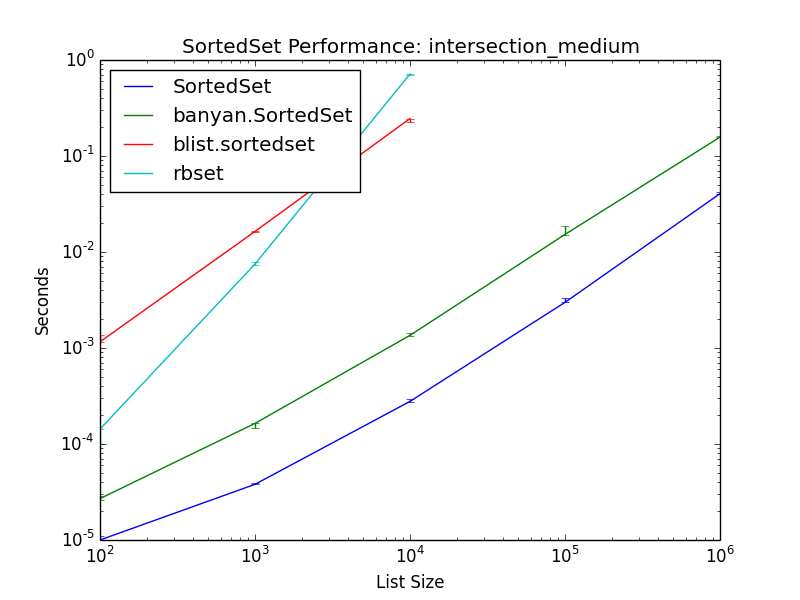 SortedSet Performance: intersection_medium
10^0
10^-1
10^-2
10^-3
10^-4
10^-5
Seconds
SortedSet
banyan.SortedSet
blist.sortedset
rbset
10^2 10^3 10^4 10^5 10^6
List Size